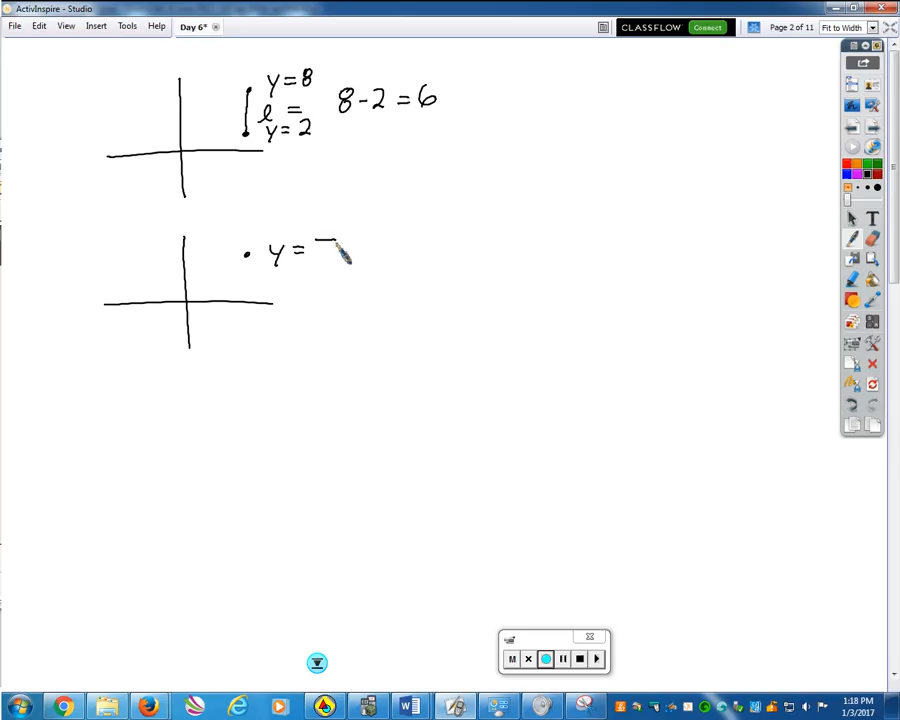 ActivInspire - Studio
File Edit View Insert Tools Help
CLASSFLOW Connect
Page 2 of 11
Fit to Width
Day 6*
y = 8
l = 8 - 2 = 6
y = 2
y =
T
M
1:18 PM
1/3/2017